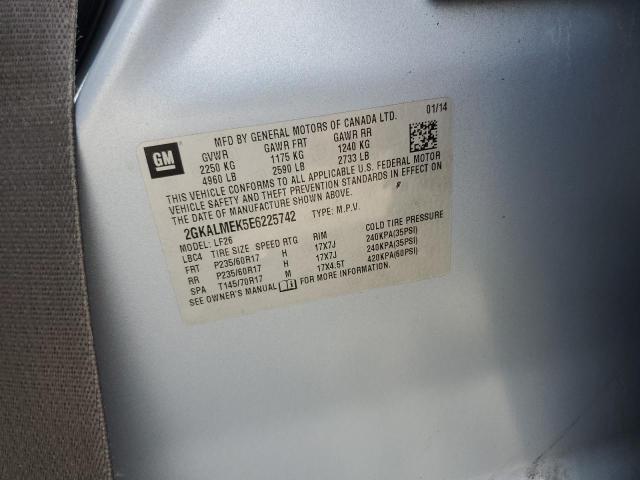 GM
MFD BY GENERAL MOTORS OF CANADA LTD. 01/14
GVWR GAWR FRT GAWR RR
2250 KG 1175 KG 1240 KG
4960 LB 2590 LB 2733 LB
THIS VEHICLE CONFORMS TO ALL APPLICABLE U.S. FEDERAL MOTOR
VEHICLE SAFETY AND THEFT PREVENTION STANDARDS IN EFFECT ON
THE DATE OF MANUFACTURE SHOWN ABOVE.
2GKALMEK5E6225742 TYPE: M.P.V.
MODEL: LF26
LBC4 TIRE SIZE SPEED RTG RIM COLD TIRE PRESSURE
FRT P235/60R17 H 17X7J 240KPA(35PSI)
RR P235/60R17 H 17X7J 240KPA(35PSI)
SPA T145/70R17 M 17X4.5T 420KPA(60PSI)
SEE OWNER'S MANUAL FOR MORE INFORMATION.